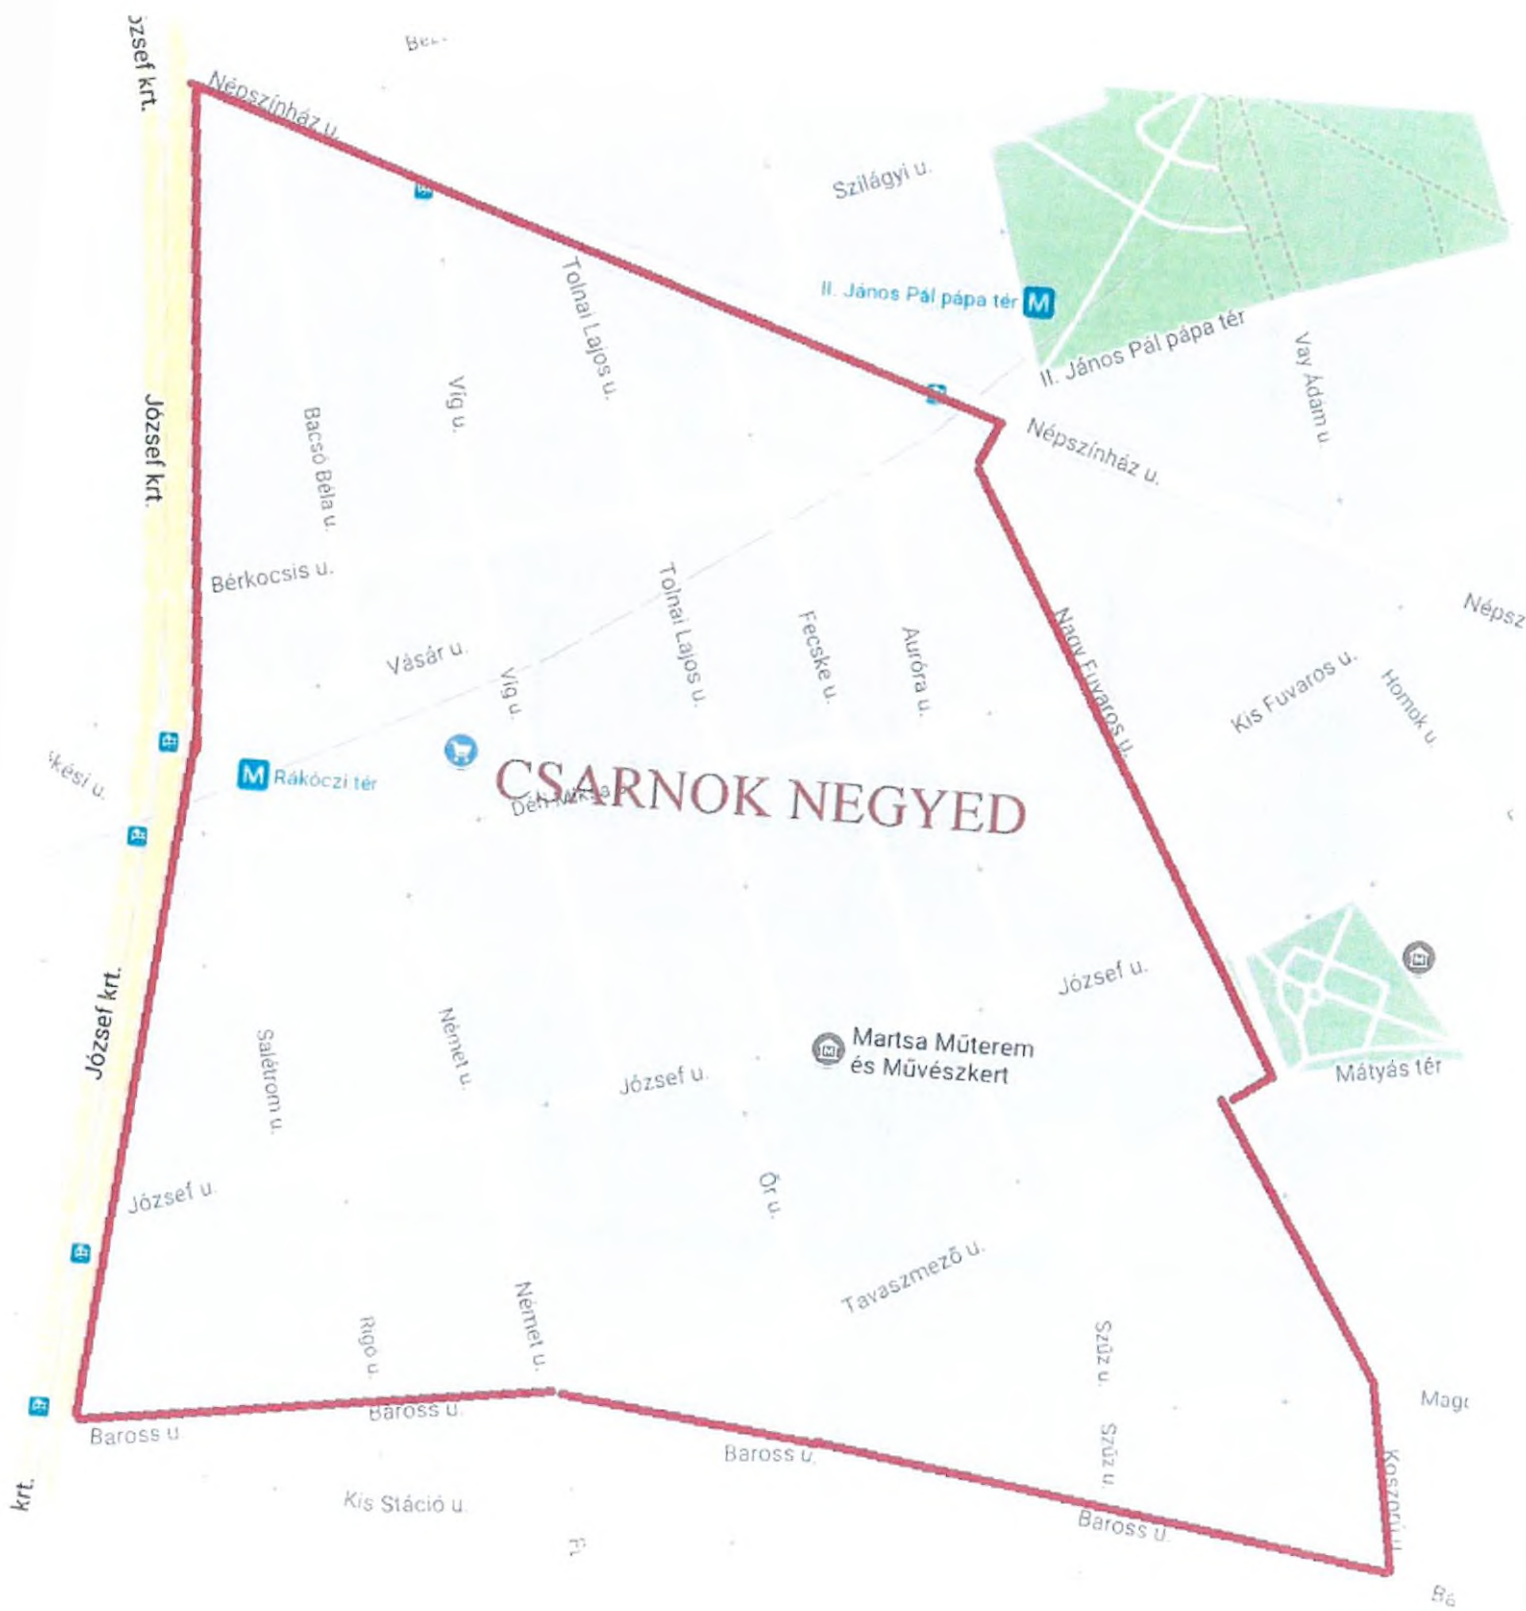 József krt.
Népszínház u.
Szilágyi u.
II. János Pál pápa tér
M
II. János Pál pápa tér
Tolnai Lajos u.
Vay Ádám u.
Víg u.
József krt.
Bacsó Béla u.
Népszínház u.
Bérkocsis u.
Tolnai Lajos u.
Fecske u.
Auróra u.
Nagy Fuvaros u.
Népsz
Vásár u.
Víg u.
Kis Fuvaros u.
Homok u.
M Rákóczi tér
CSARNOK NEGYED
József krt.
József u.
Martsa Műterem
és Művészkert
Mátyás tér
Salétrom u.
Német u.
József u.
József u.
Őr u.
Tavaszmező u.
Rigó u.
Német u.
Szűz u.
Baross u.
Baross u.
Baross u.
Szűz u.
Koszorú u.
krt.
Kis Stáció u.
Baross u.